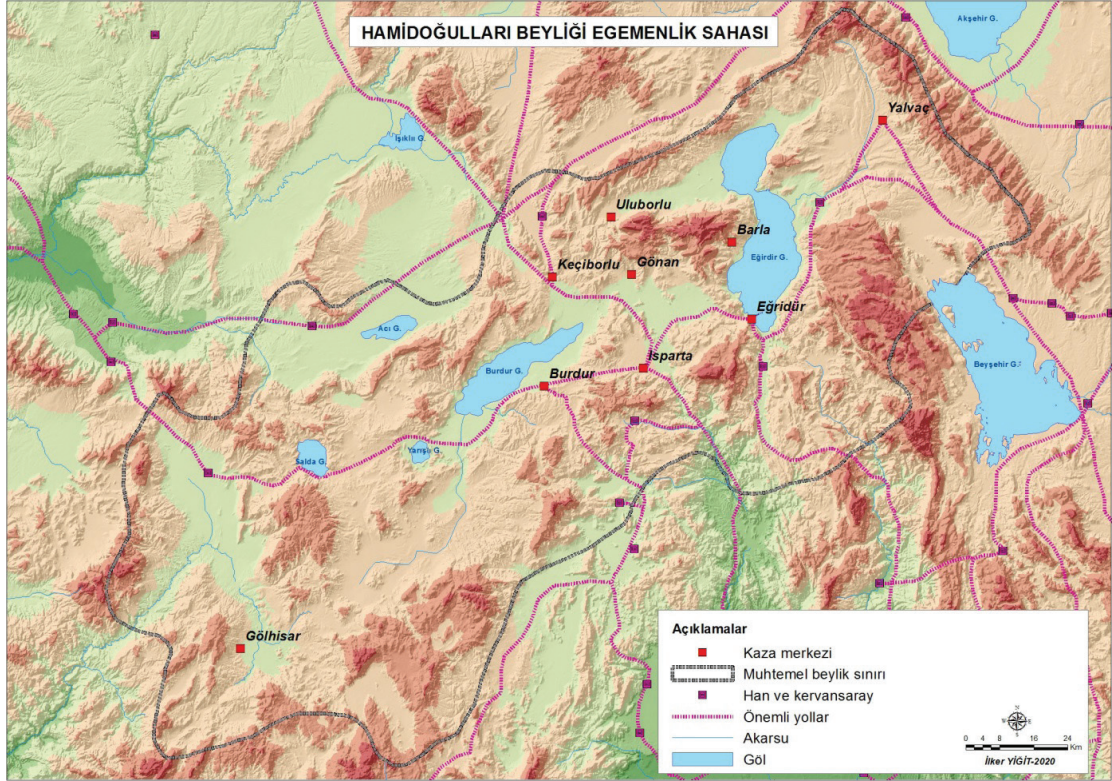 HAMİDOĞULLARI BEYLİĞİ EGEMENLİK SAHASI
Akşehir G.
Yalvaç
Işıklı G.
Uluborlu
Barla
Eğirdir G.
Gönan
Keçiborlu
Eğridür
Acı G.
Beyşehir G.
Isparta
Burdur G.
Burdur
Yarışlı G.
Salda G.
Gölhisar
Açıklamalar
Kaza merkezi
Muhtemel beylik sınırı
Han ve kervansaray
Önemli yollar
Akarsu
Göl
N
W
E
S
0 4 8 16 24
Km
İlker YİĞİT-2020